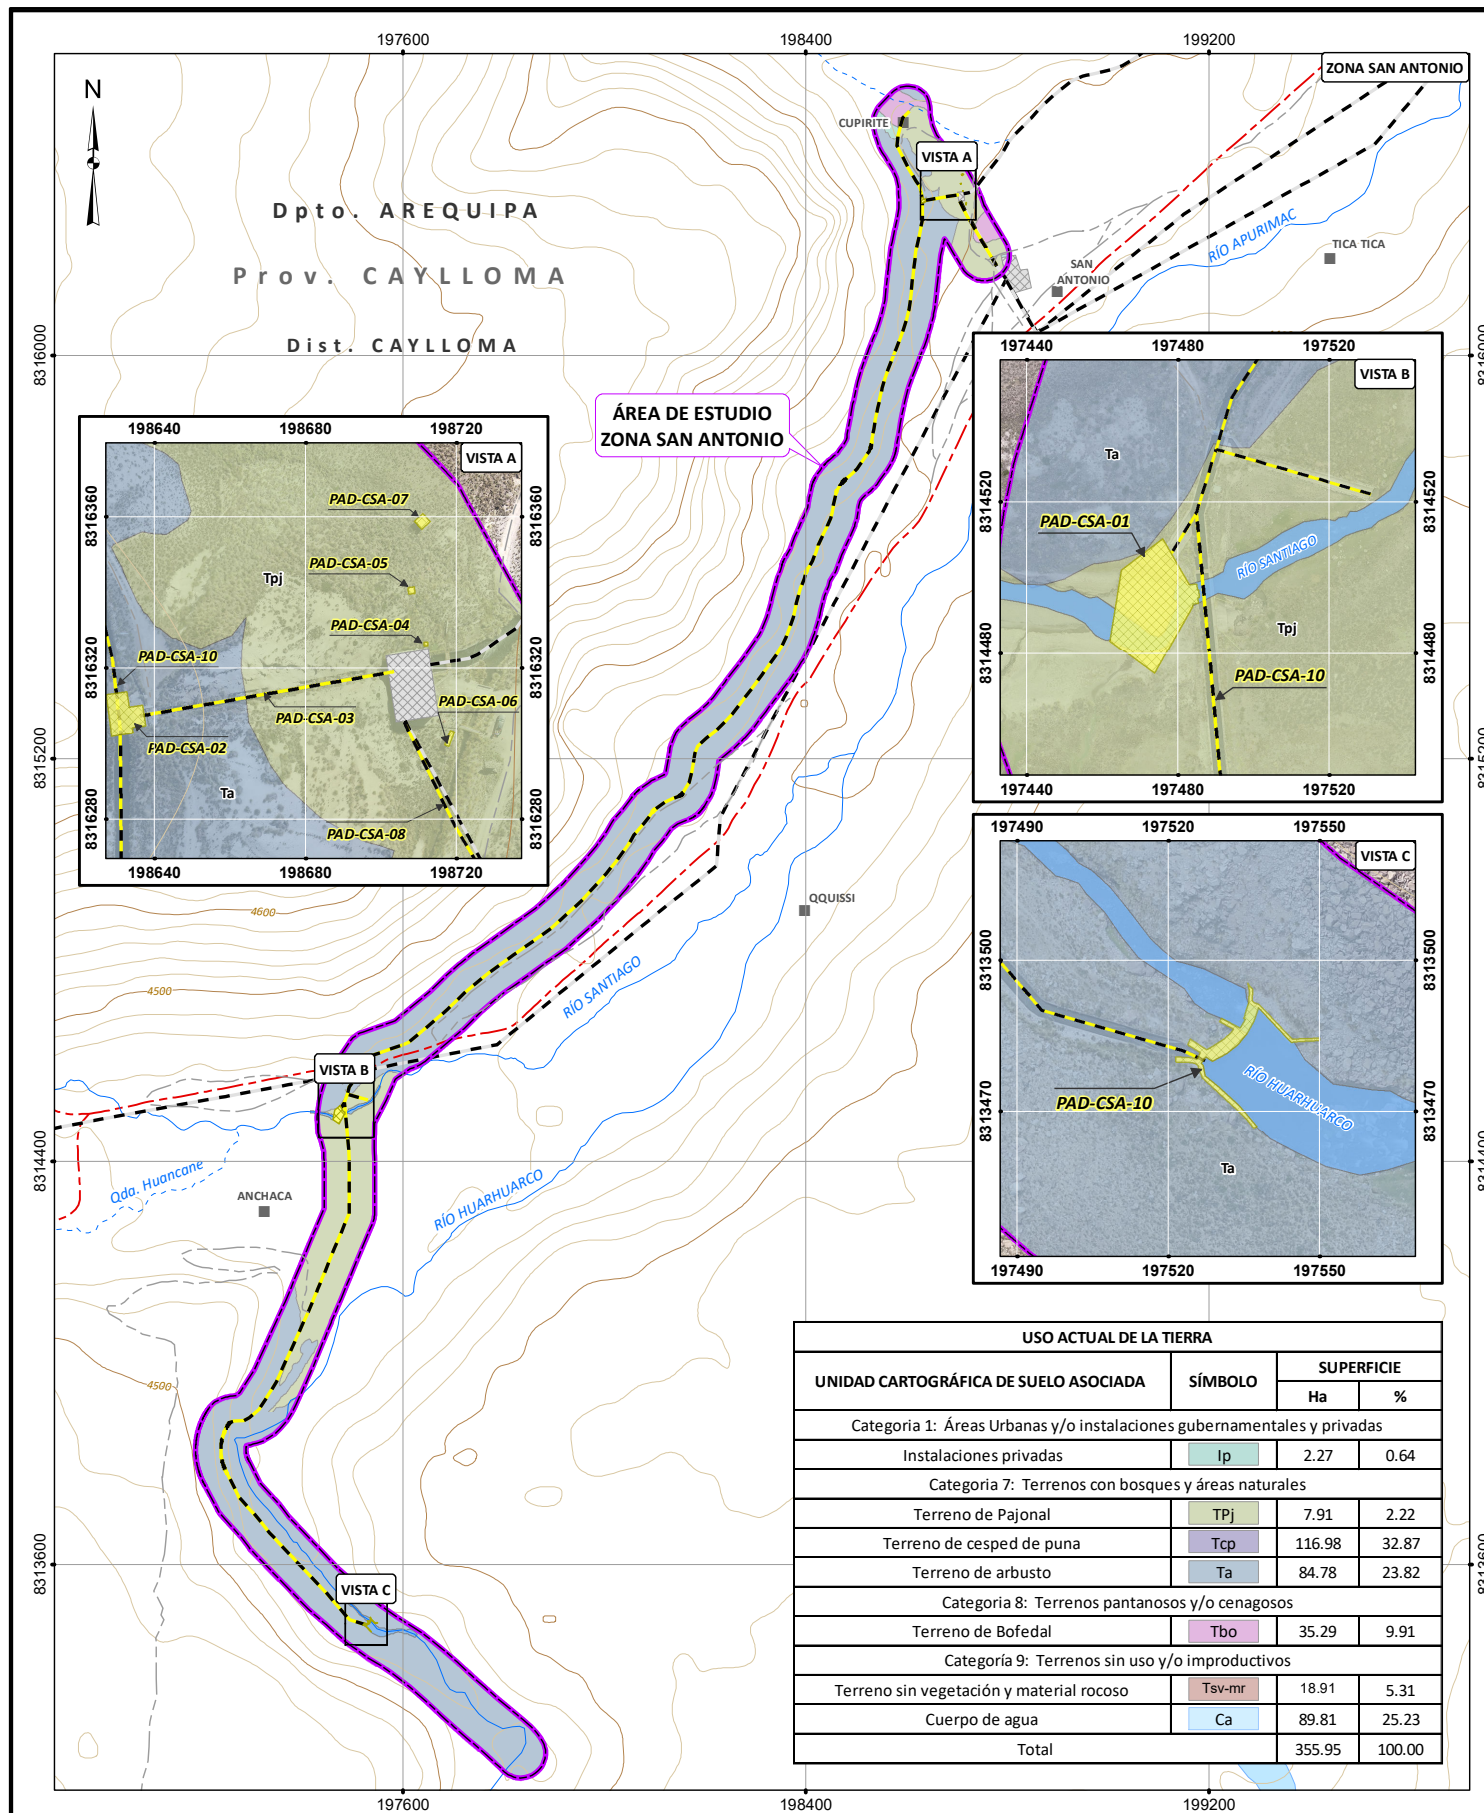 197600
198400
199200
ZONA SAN ANTONIO
N
CUPIRITE
VISTA A
Dpto. AREQUIPA
Prov. CAYLLOMA
Dist. CAYLLOMA
RÍO APURIMAC
TICA TICA
SAN
ANTONIO
8316000
8316000
ÁREA DE ESTUDIO
ZONA SAN ANTONIO
197440
197480
197520
VISTA B
Ta
8314520
8314520
PAD-CSA-01
RÍO SANTIAGO
Tpj
8314480
8314480
PAD-CSA-10
197440
197480
197520
198640
198680
198720
VISTA A
PAD-CSA-07
8316360
8316360
PAD-CSA-05
Tpj
PAD-CSA-04
8316320
8316320
PAD-CSA-10
PAD-CSA-06
PAD-CSA-03
PAD-CSA-02
Ta
8316280
8316280
PAD-CSA-08
198640
198680
198720
8315200
8315200
197490
197520
197550
VISTA C
8313500
8313500
RÍO HUARHUARCO
PAD-CSA-10
8313470
8313470
Ta
197490
197520
197550
4600
QQUISSI
4500
RÍO SANTIAGO
VISTA B
8314400
8314400
Qda. Huancane
ANCHACA
RÍO HUARHUARCO
4500
8313600
8313600
VISTA C
USO ACTUAL DE LA TIERRA
UNIDAD CARTOGRÁFICA DE SUELO ASOCIADA SÍMBOLO SUPERFICIE
Ha %
Categoria 1: Áreas Urbanas y/o instalaciones gubernamentales y privadas
Instalaciones privadas Ip 2.27 0.64
Categoria 7: Terrenos con bosques y áreas naturales
Terreno de Pajonal TPj 7.91 2.22
Terreno de cesped de puna Tcp 116.98 32.87
Terreno de arbusto Ta 84.78 23.82
Categoria 8: Terrenos pantanosos y/o cenagosos
Terreno de Bofedal Tbo 35.29 9.91
Categoría 9: Terrenos sin uso y/o improductivos
Terreno sin vegetación y material rocoso Tsv-mr 18.91 5.31
Cuerpo de agua Ca 89.81 25.23
Total 355.95 100.00
197600
198400
199200